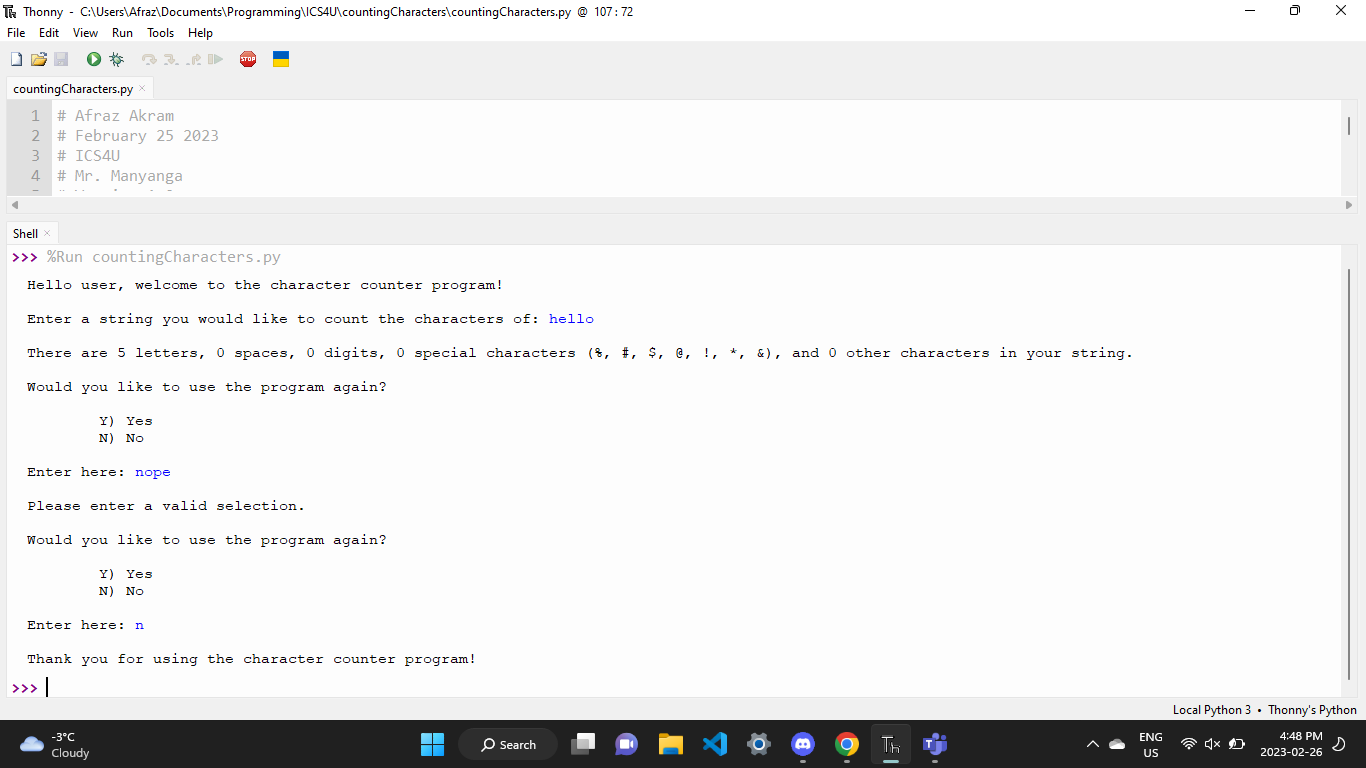 Thonny - C:\Users\Afraz\Documents\Programming\ICS4U\countingCharacters\countingCharacters.py @ 107 : 72
File Edit View Run Tools Help
STOP
countingCharacters.py ×
1 # Afraz Akram
2 # February 25 2023
3 # ICS4U
4 # Mr. Manyanga
Shell ×
>>> %Run countingCharacters.py
Hello user, welcome to the character counter program!
Enter a string you would like to count the characters of: hello
There are 5 letters, 0 spaces, 0 digits, 0 special characters (%, #, $, @, !, *, &), and 0 other characters in your string.
Would you like to use the program again?
Y) Yes
N) No
Enter here: nope
Please enter a valid selection.
Would you like to use the program again?
Y) Yes
N) No
Enter here: n
Thank you for using the character counter program!
>>>
Local Python 3 • Thonny's Python
-3°C
Cloudy
Search
ENG
US
4:48 PM
2023-02-26